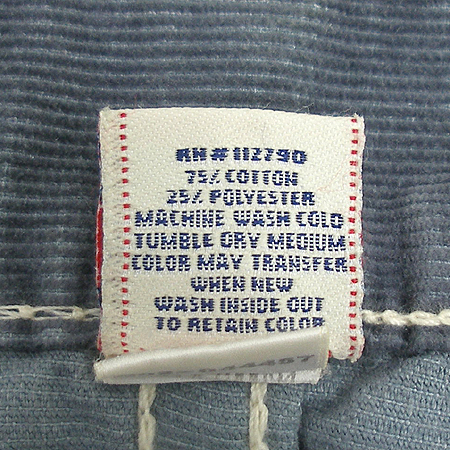 RN# 112790
75% COTTON
25% POLYESTER
MACHINE WASH COLD
TUMBLE DRY MEDIUM
COLOR MAY TRANSFER
WHEN NEW
WASH INSIDE OUT
TO RETAIN COLOR